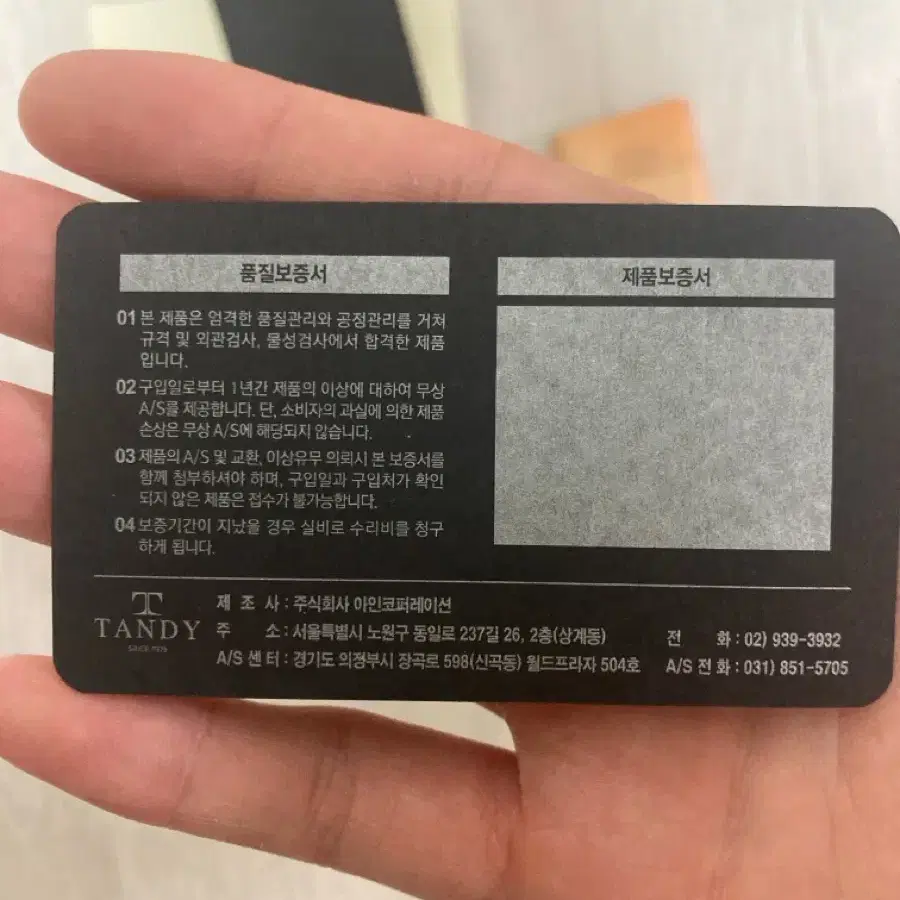 품질보증서
01 본 제품은 엄격한 품질관리와 공정관리를 거쳐
규격 및 외관검사, 물성검사에서 합격한 제품
입니다.
02 구입일로부터 1년간 제품의 이상에 대하여 무상
A/S를 제공합니다. 단, 소비자의 과실에 의한 제품
손상은 무상 A/S에 해당되지 않습니다.
03 제품의 A/S 및 교환, 이상유무 의뢰시 본 보증서를
함께 첨부하셔야 하며, 구입일과 구입처가 확인
되지 않은 제품은 접수가 불가능합니다.
04 보증기간이 지났을 경우 실비로 수리비를 청구
하게 됩니다.
제품보증서
TANDY
제 조 사 : 주식회사 아인코퍼레이션
주 소 : 서울특별시 노원구 동일로 237길 26, 2층(상계동) 전 화 : 02) 939-3932
A/S 센터 : 경기도 의정부시 장곡로 598(신곡동) 월드프라자 504호 A/S 전화 : 031) 851-5705